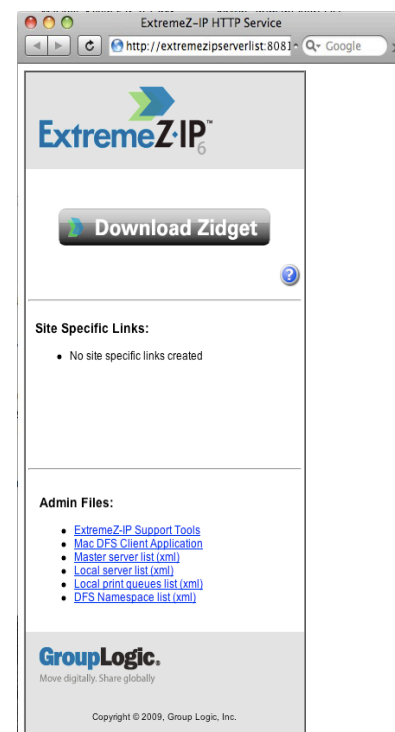 ExtremeZ-IP HTTP Service
http://extremezipserverlist:8081
Google
ExtremeZ·IP™
6
Download Zidget
?
Site Specific Links:
• No site specific links created
Admin Files:
• ExtremeZ-IP Support Tools
• Mac DFS Client Application
• Master server list (xml)
• Local server list (xml)
• Local print queues list (xml)
• DFS Namespace list (xml)
GroupLogic.
Move digitally. Share globally
Copyright © 2009, Group Logic, Inc.